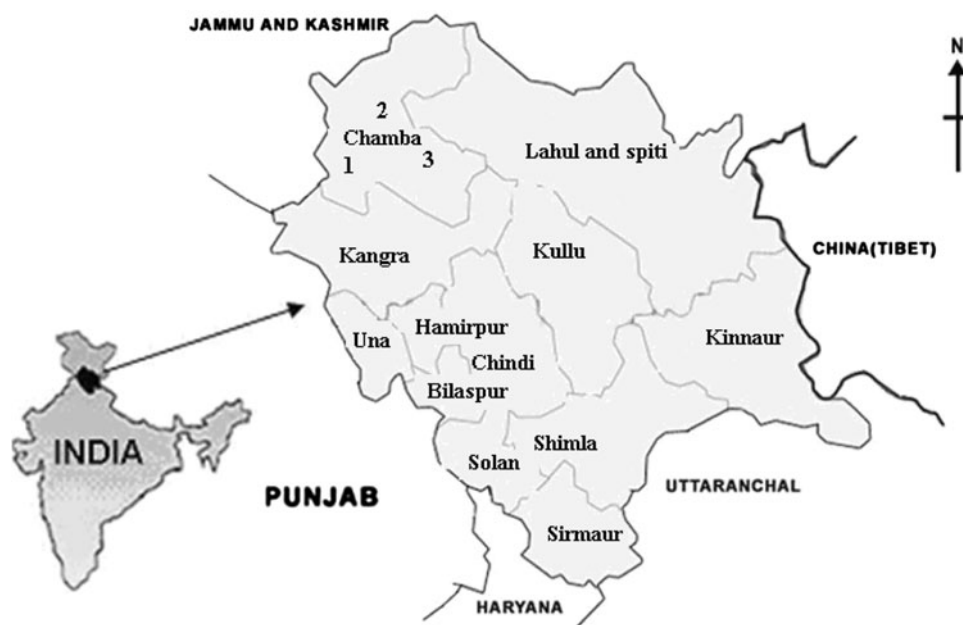 JAMMU AND KASHMIR
N
2
Chamba
1
3
Lahul and spiti
CHINA(TIBET)
Kangra
Kullu
Kinnaur
Una
Hamirpur
Chindi
Bilaspur
INDIA
PUNJAB
Solan
Shimla
UTTARANCHAL
Sirmaur
HARYANA